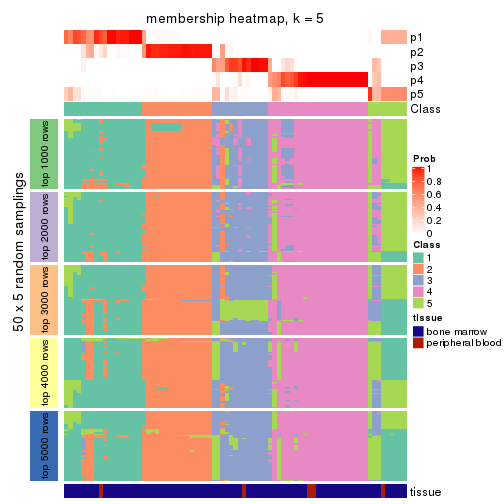 membership heatmap, k = 5
p1
p2
p3
p4
p5
Class
50 x 5 random samplings
top 1000 rows
top 2000 rows
top 3000 rows
top 4000 rows
top 5000 rows
Prob
1
0.8
0.6
0.4
0.2
0
Class
1
2
3
4
5
tissue
bone marrow
peripheral blood
tissue